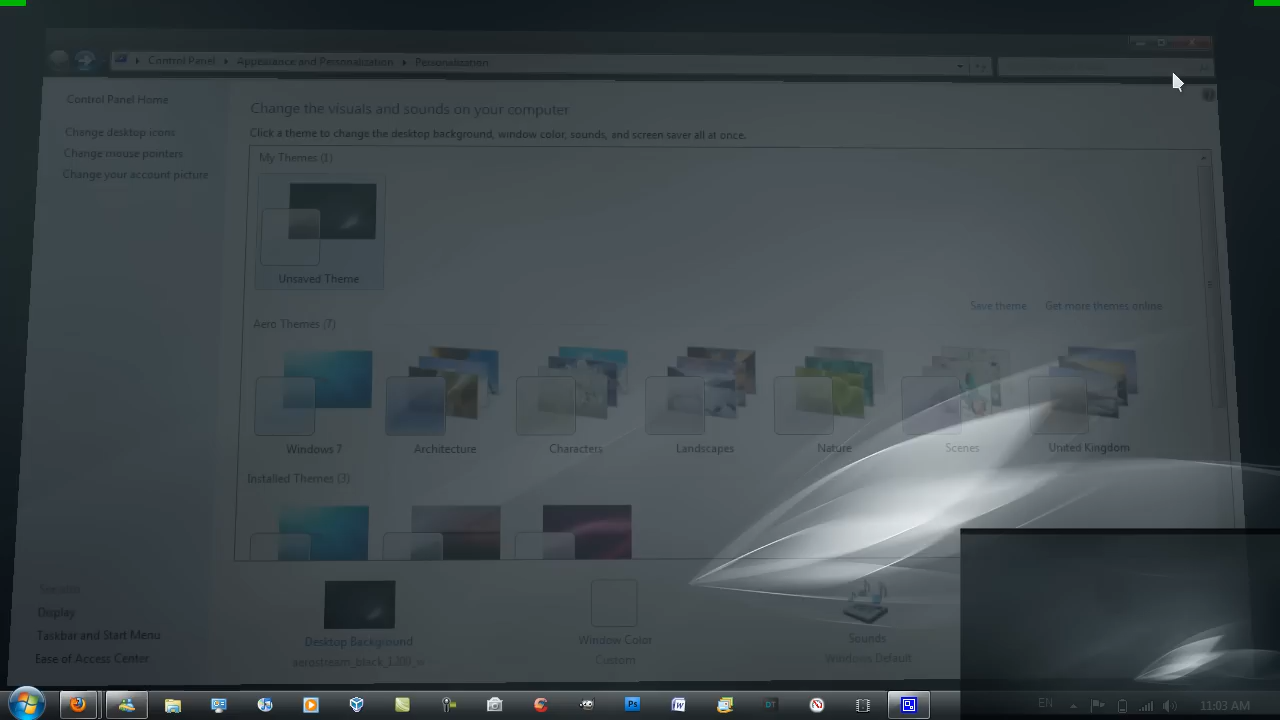 Control Panel Appearance and Personalization Personalization
Control Panel Home
Change desktop icons
Change mouse pointers
Change your account picture
Change the visuals and sounds on your computer
Click a theme to change the desktop background, window color, sounds, and screen saver all at once.
My Themes (1)
Unsaved Theme
Save theme Get more themes online
Aero Themes (7)
Windows 7 Architecture Characters Landscapes Nature Scenes United Kingdom
Installed Themes (3)
See also
Display
Taskbar and Start Menu
Ease of Access Center
Desktop Background
Window Color
Custom
Sounds
Windows Default
Ps W DT
EN 11:03 AM